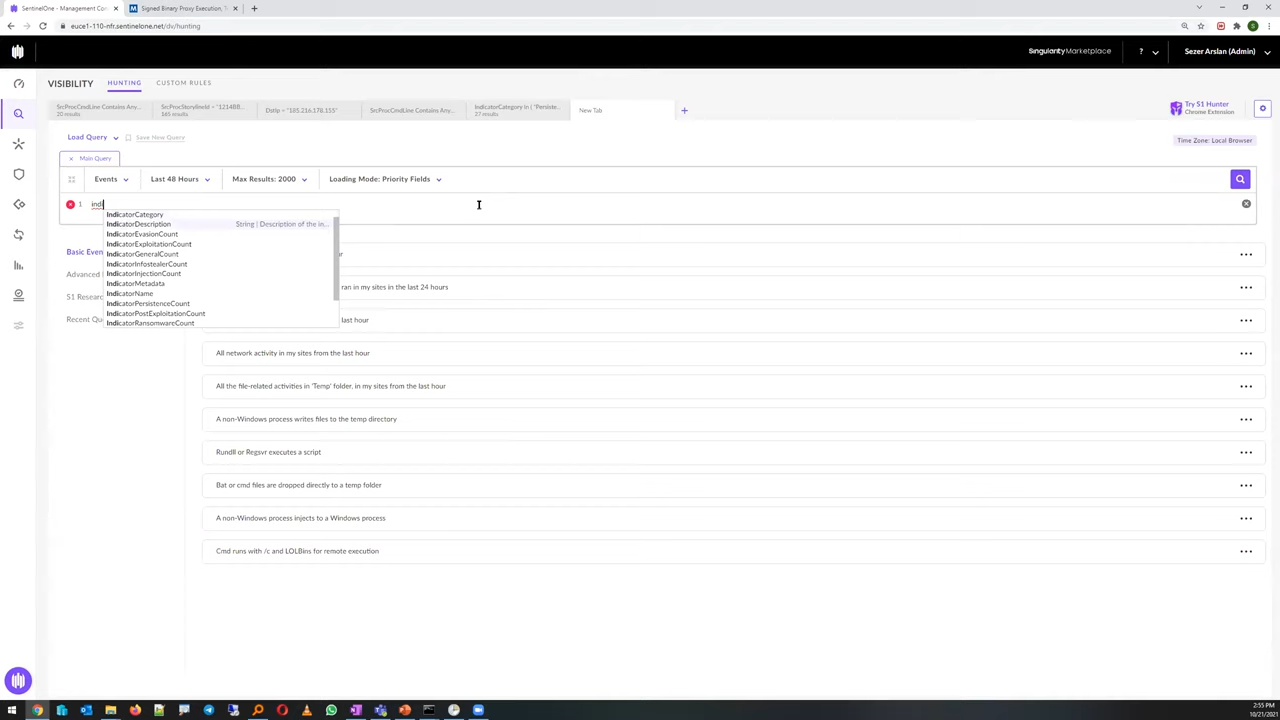 SentinelOne - Management Con
Signed Binary Proxy Execution, T
euce1-110-nfr.sentinelone.net/dv/hunting
Singularity Marketplace
?
Sezer Arslan (Admin)
VISIBILITY
HUNTING
CUSTOM RULES
SrcProcCmdLine Contains Any...
20 results
SrcProcStorylineId = "1214BB...
165 results
DstIp = "185.216.178.155"
SrcProcCmdLine Contains Any...
IndicatorCategory In ( "Persiste...
27 results
New Tab
Try S1 Hunter
Chrome Extension
Load Query
Save New Query
Time Zone: Local Browser
Main Query
Events
Last 48 Hours
Max Results: 2000
Loading Mode: Priority Fields
1 indi
IndicatorCategory
IndicatorDescription String | Description of the in...
IndicatorEvasionCount
IndicatorExploitationCount
IndicatorGeneralCount
IndicatorInfostealerCount
IndicatorInjectionCount
IndicatorMetadata
IndicatorName
IndicatorPersistenceCount
IndicatorPostExploitationCount
IndicatorRansomwareCount
Basic Even
Advanced
S1 Resear
Recent Qu
ran in my sites in the last 24 hours
last hour
All network activity in my sites from the last hour
All the file-related activities in 'Temp' folder, in my sites from the last hour
A non-Windows process writes files to the temp directory
Rundll or Regsvr executes a script
Bat or cmd files are dropped directly to a temp folder
A non-Windows process injects to a Windows process
Cmd runs with /c and LOLBins for remote execution
2:55 PM
10/21/2021